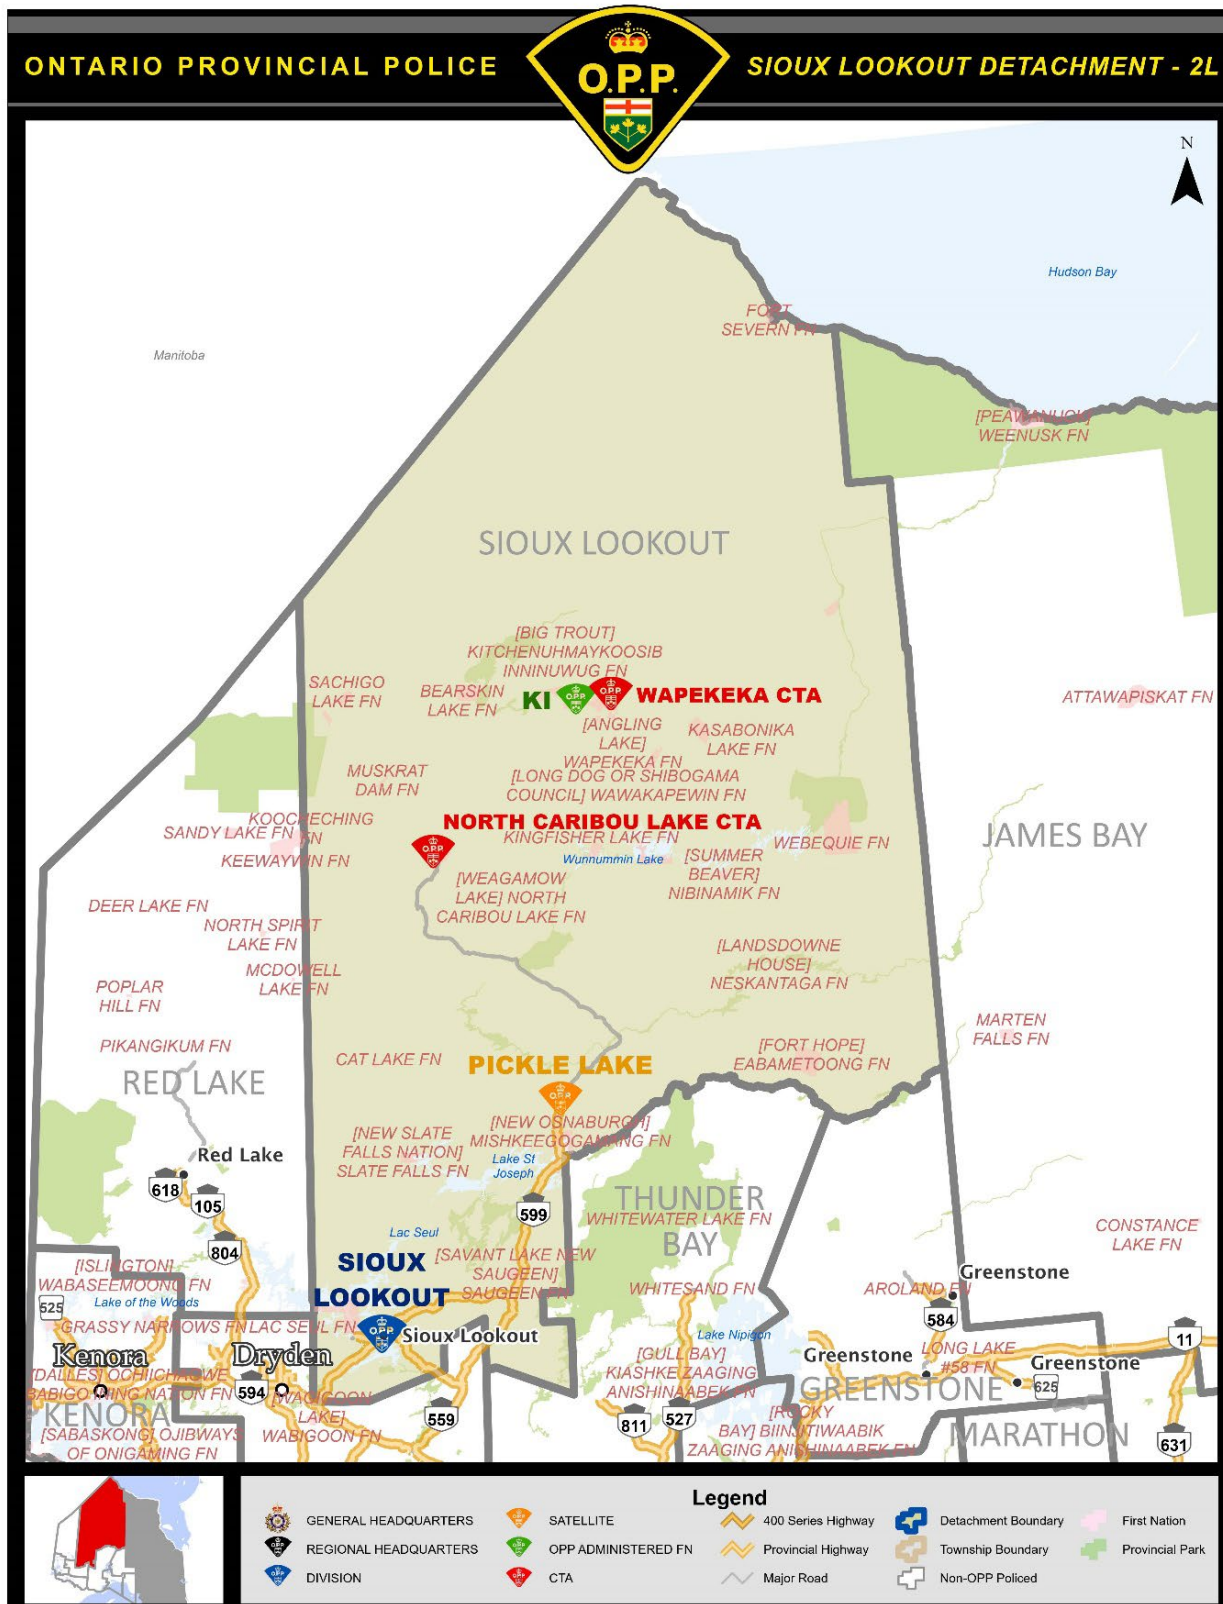 ONTARIO PROVINCIAL POLICE
O.P.P.
SIOUX LOOKOUT DETACHMENT - 2L
N
Hudson Bay
Manitoba
FORT
SEVERN FN
[PEAWANUCK]
WEENUSK FN
SIOUX LOOKOUT
[BIG TROUT]
KITCHENUHMAYKOOSIB
INNINUWUG FN
SACHIGO
LAKE FN
BEARSKIN
LAKE FN
KI
WAPEKEKA CTA
ATTAWAPISKAT FN
[ANGLING
LAKE]
WAPEKEKA FN
KASABONIKA
LAKE FN
MUSKRAT
DAM FN
[LONG DOG OR SHIBOGAMA
COUNCIL] WAWAKAPEWIN FN
KOOCHECHING
FN
SANDY LAKE FN
KEEWAYWIN FN
NORTH CARIBOU LAKE CTA
KINGFISHER LAKE FN
Wunnummin Lake
WEBEQUIE FN
JAMES BAY
[SUMMER
BEAVER]
NIBINAMIK FN
[WEAGAMOW
LAKE] NORTH
CARIBOU LAKE FN
DEER LAKE FN
NORTH SPIRIT
LAKE FN
MCDOWELL
LAKE FN
[LANDSDOWNE
HOUSE]
NESKANTAGA FN
POPLAR
HILL FN
MARTEN
FALLS FN
PIKANGIKUM FN
CAT LAKE FN
[FORT HOPE]
EABAMETOONG FN
PICKLE LAKE
RED LAKE
[NEW OSNABURGH]
MISHKEEGOGAMANG FN
[NEW SLATE
FALLS NATION]
SLATE FALLS FN
Lake St
Joseph
Red Lake
618
105
804
599
THUNDER
BAY
WHITEWATER LAKE FN
CONSTANCE
LAKE FN
Lac Seul
SIOUX
LOOKOUT
[SAVANT LAKE NEW
SAUGEEN]
SAUGEEN FN
[ISLINGTON]
WABASEEMOONG FN
Lake of the Woods
525
WHITESAND FN
AROLAND FN
Greenstone
584
GRASSY NARROWS FN
LAC SEUL FN
Sioux Lookout
Lake Nipigon
11
Kenora
Dryden
Greenstone
LONG LAKE
#58 FN
Greenstone
625
[DALLES] OCHIICHAGWE
BABIGO INING NATION FN
594
[GULL BAY]
KIASHKE ZAAGING
ANISHINAABEK FN
GREENSTONE
KENORA
[SABASKONG] OJIBWAYS
OF ONIGAMING FN
[WABIGOON
LAKE]
WABIGOON FN
559
811
527
[ROCKY
BAY] BIINJITIWAABIK
ZAAGING ANISHINAABEK FN
MARATHON
631
Legend
GENERAL HEADQUARTERS
REGIONAL HEADQUARTERS
DIVISION
SATELLITE
OPP ADMINISTERED FN
CTA
400 Series Highway
Provincial Highway
Major Road
Detachment Boundary
Township Boundary
Non-OPP Policed
First Nation
Provincial Park